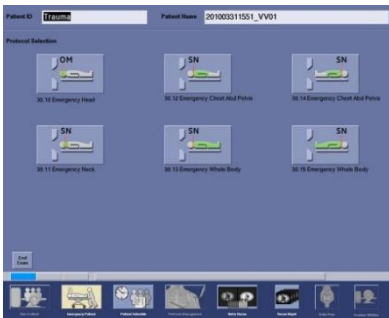 Patient ID Trauma Patient Name 201003311551_VV01
Protocol Selection
OM SN SN
30.10 Emergency Head 30.12 Emergency Chest Abd Pelvis 30.14 Emergency Chest Abd Pelvis
SN SN SN
30.11 Emergency Neck 30.13 Emergency Whole Body 30.15 Emergency Whole Body
End
Exam
Emergency Patient Patient Schedule Protocol Management